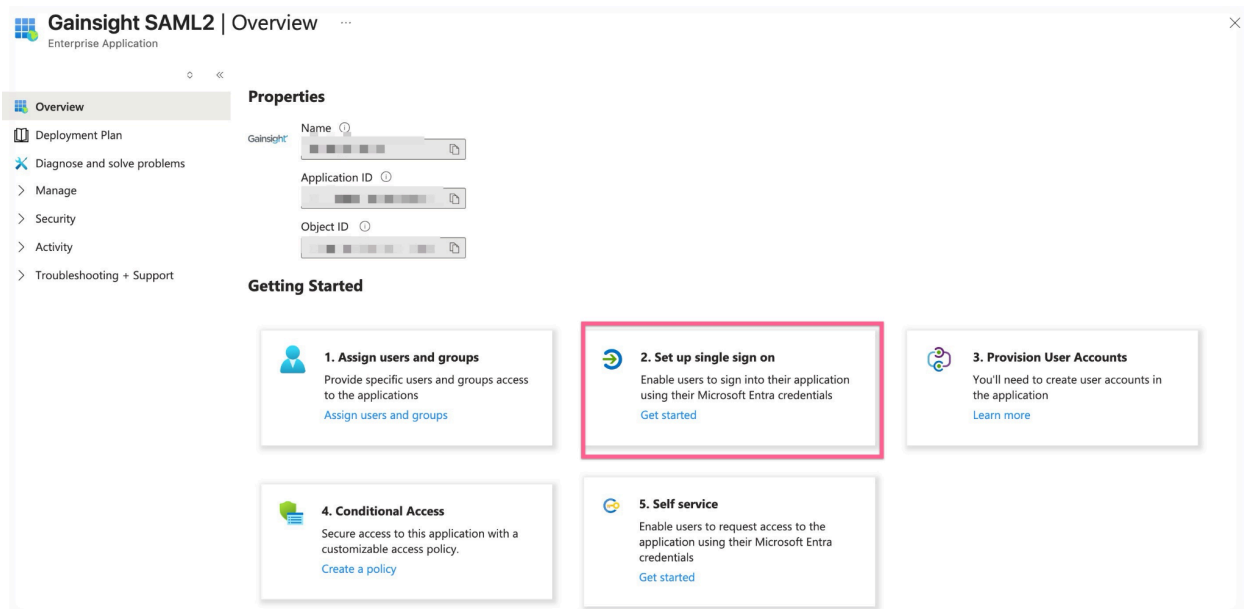 Gainsight SAML2 | Overview ...
Enterprise Application
Overview
Deployment Plan
Diagnose and solve problems
Manage
Security
Activity
Troubleshooting + Support
Properties
Gainsight
Name
Application ID
Object ID
Getting Started
1. Assign users and groups
Provide specific users and groups access
to the applications
Assign users and groups
2. Set up single sign on
Enable users to sign into their application
using their Microsoft Entra credentials
Get started
3. Provision User Accounts
You'll need to create user accounts in
the application
Learn more
4. Conditional Access
Secure access to this application with a
customizable access policy.
Create a policy
5. Self service
Enable users to request access to the
application using their Microsoft Entra
credentials
Get started